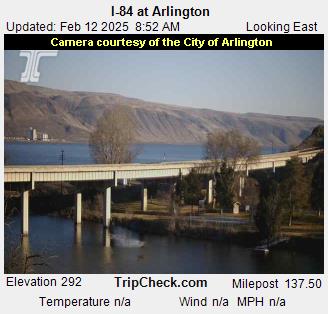 I-84 at Arlington
Updated: Feb 12 2025 8:52 AM Looking East
Camera courtesy of the City of Arlington
Elevation 292 TripCheck.com Milepost 137.50
Temperature n/a Wind n/a MPH n/a